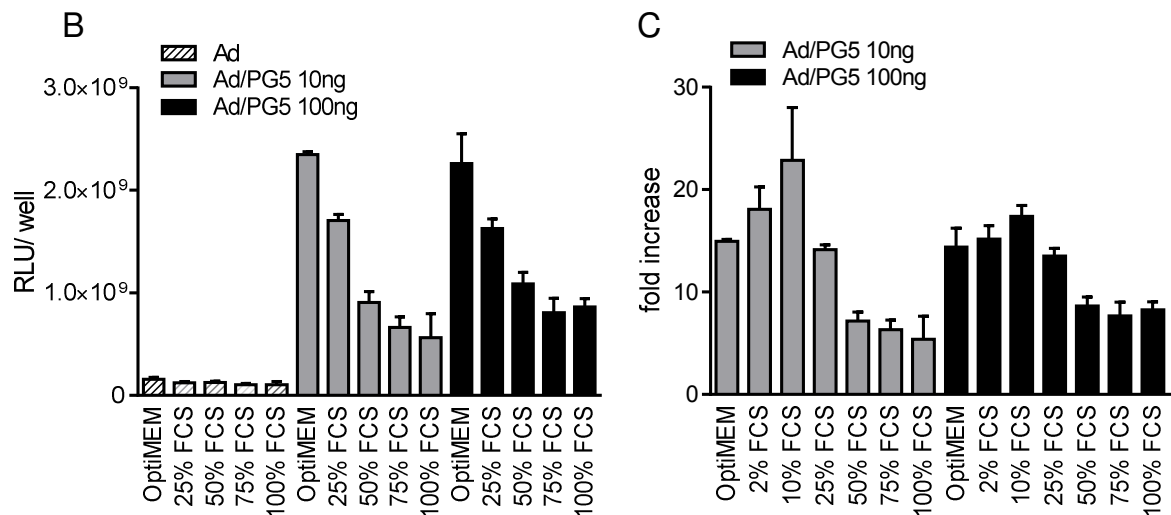 B
Ad
Ad/PG5 10ng
Ad/PG5 100ng
3.0×10⁹
2.0×10⁹
1.0×10⁹
0
RLU/ well
OptiMEM
25% FCS
50% FCS
75% FCS
100% FCS
OptiMEM
25% FCS
50% FCS
75% FCS
100% FCS
OptiMEM
25% FCS
50% FCS
75% FCS
100% FCS
C
Ad/PG5 10ng
Ad/PG5 100ng
30
20
10
0
fold increase
OptiMEM
2% FCS
10% FCS
25% FCS
50% FCS
75% FCS
100% FCS
OptiMEM
2% FCS
10% FCS
25% FCS
50% FCS
75% FCS
100% FCS